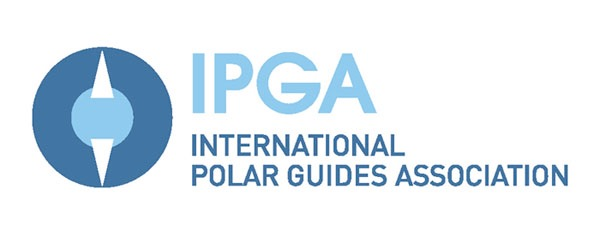 IPGA
INTERNATIONAL
POLAR GUIDES ASSOCIATION